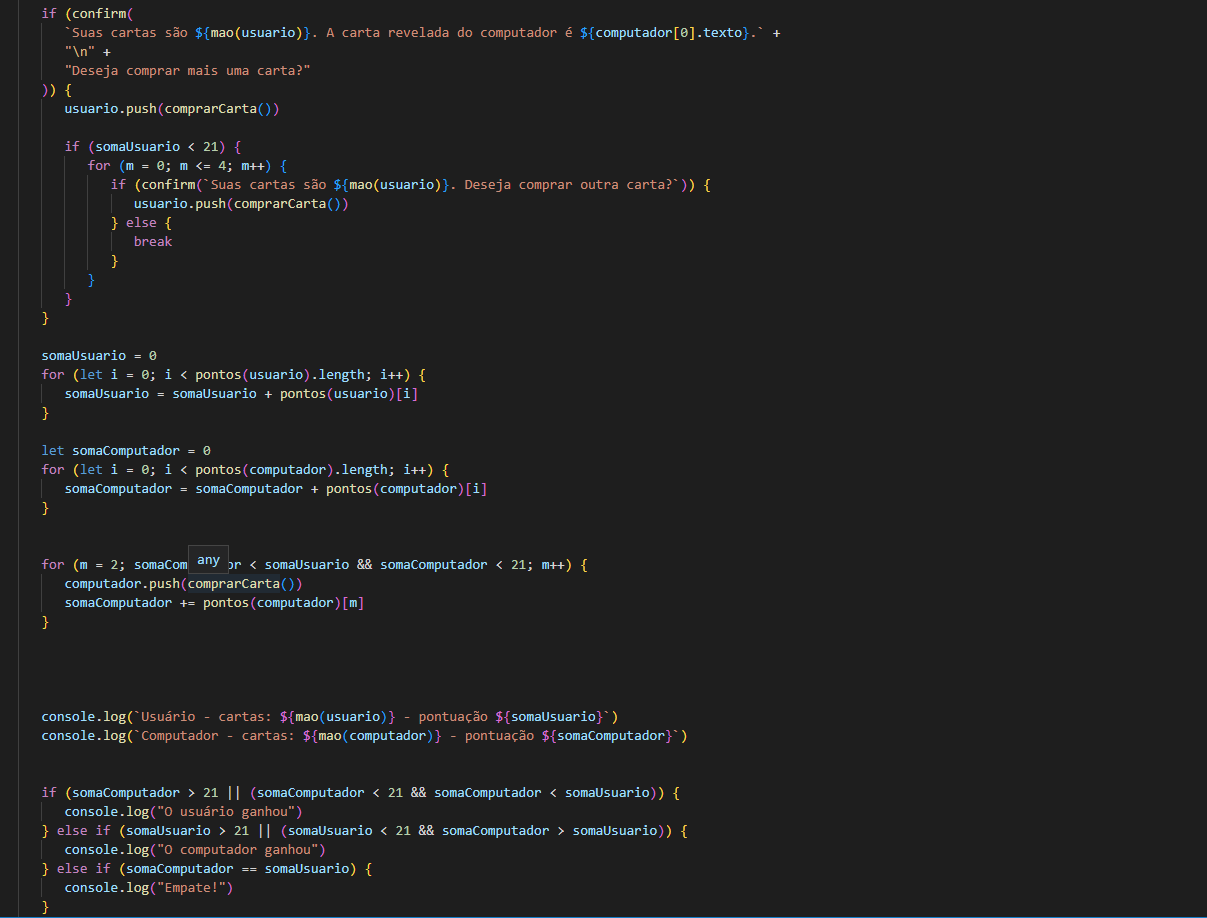 if (confirm(
`Suas cartas são ${mao(usuario)}. A carta revelada do computador é ${computador[0].texto}.` +
"\n" +
"Deseja comprar mais uma carta?"
)) {
usuario.push(comprarCarta())
if (somaUsuario < 21) {
for (m = 0; m <= 4; m++) {
if (confirm(`Suas cartas são ${mao(usuario)}. Deseja comprar outra carta?`)) {
usuario.push(comprarCarta())
} else {
break
}
}
}
}
somaUsuario = 0
for (let i = 0; i < pontos(usuario).length; i++) {
somaUsuario = somaUsuario + pontos(usuario)[i]
}
let somaComputador = 0
for (let i = 0; i < pontos(computador).length; i++) {
somaComputador = somaComputador + pontos(computador)[i]
}
any
for (m = 2; somaCom or < somaUsuario && somaComputador < 21; m++) {
computador.push(comprarCarta())
somaComputador += pontos(computador)[m]
}
console.log(`Usuário - cartas: ${mao(usuario)} - pontuação ${somaUsuario}`)
console.log(`Computador - cartas: ${mao(computador)} - pontuação ${somaComputador}`)
if (somaComputador > 21 || (somaComputador < 21 && somaComputador < somaUsuario)) {
console.log("O usuário ganhou")
} else if (somaUsuario > 21 || (somaUsuario < 21 && somaComputador > somaUsuario)) {
console.log("O computador ganhou")
} else if (somaComputador == somaUsuario) {
console.log("Empate!")
}